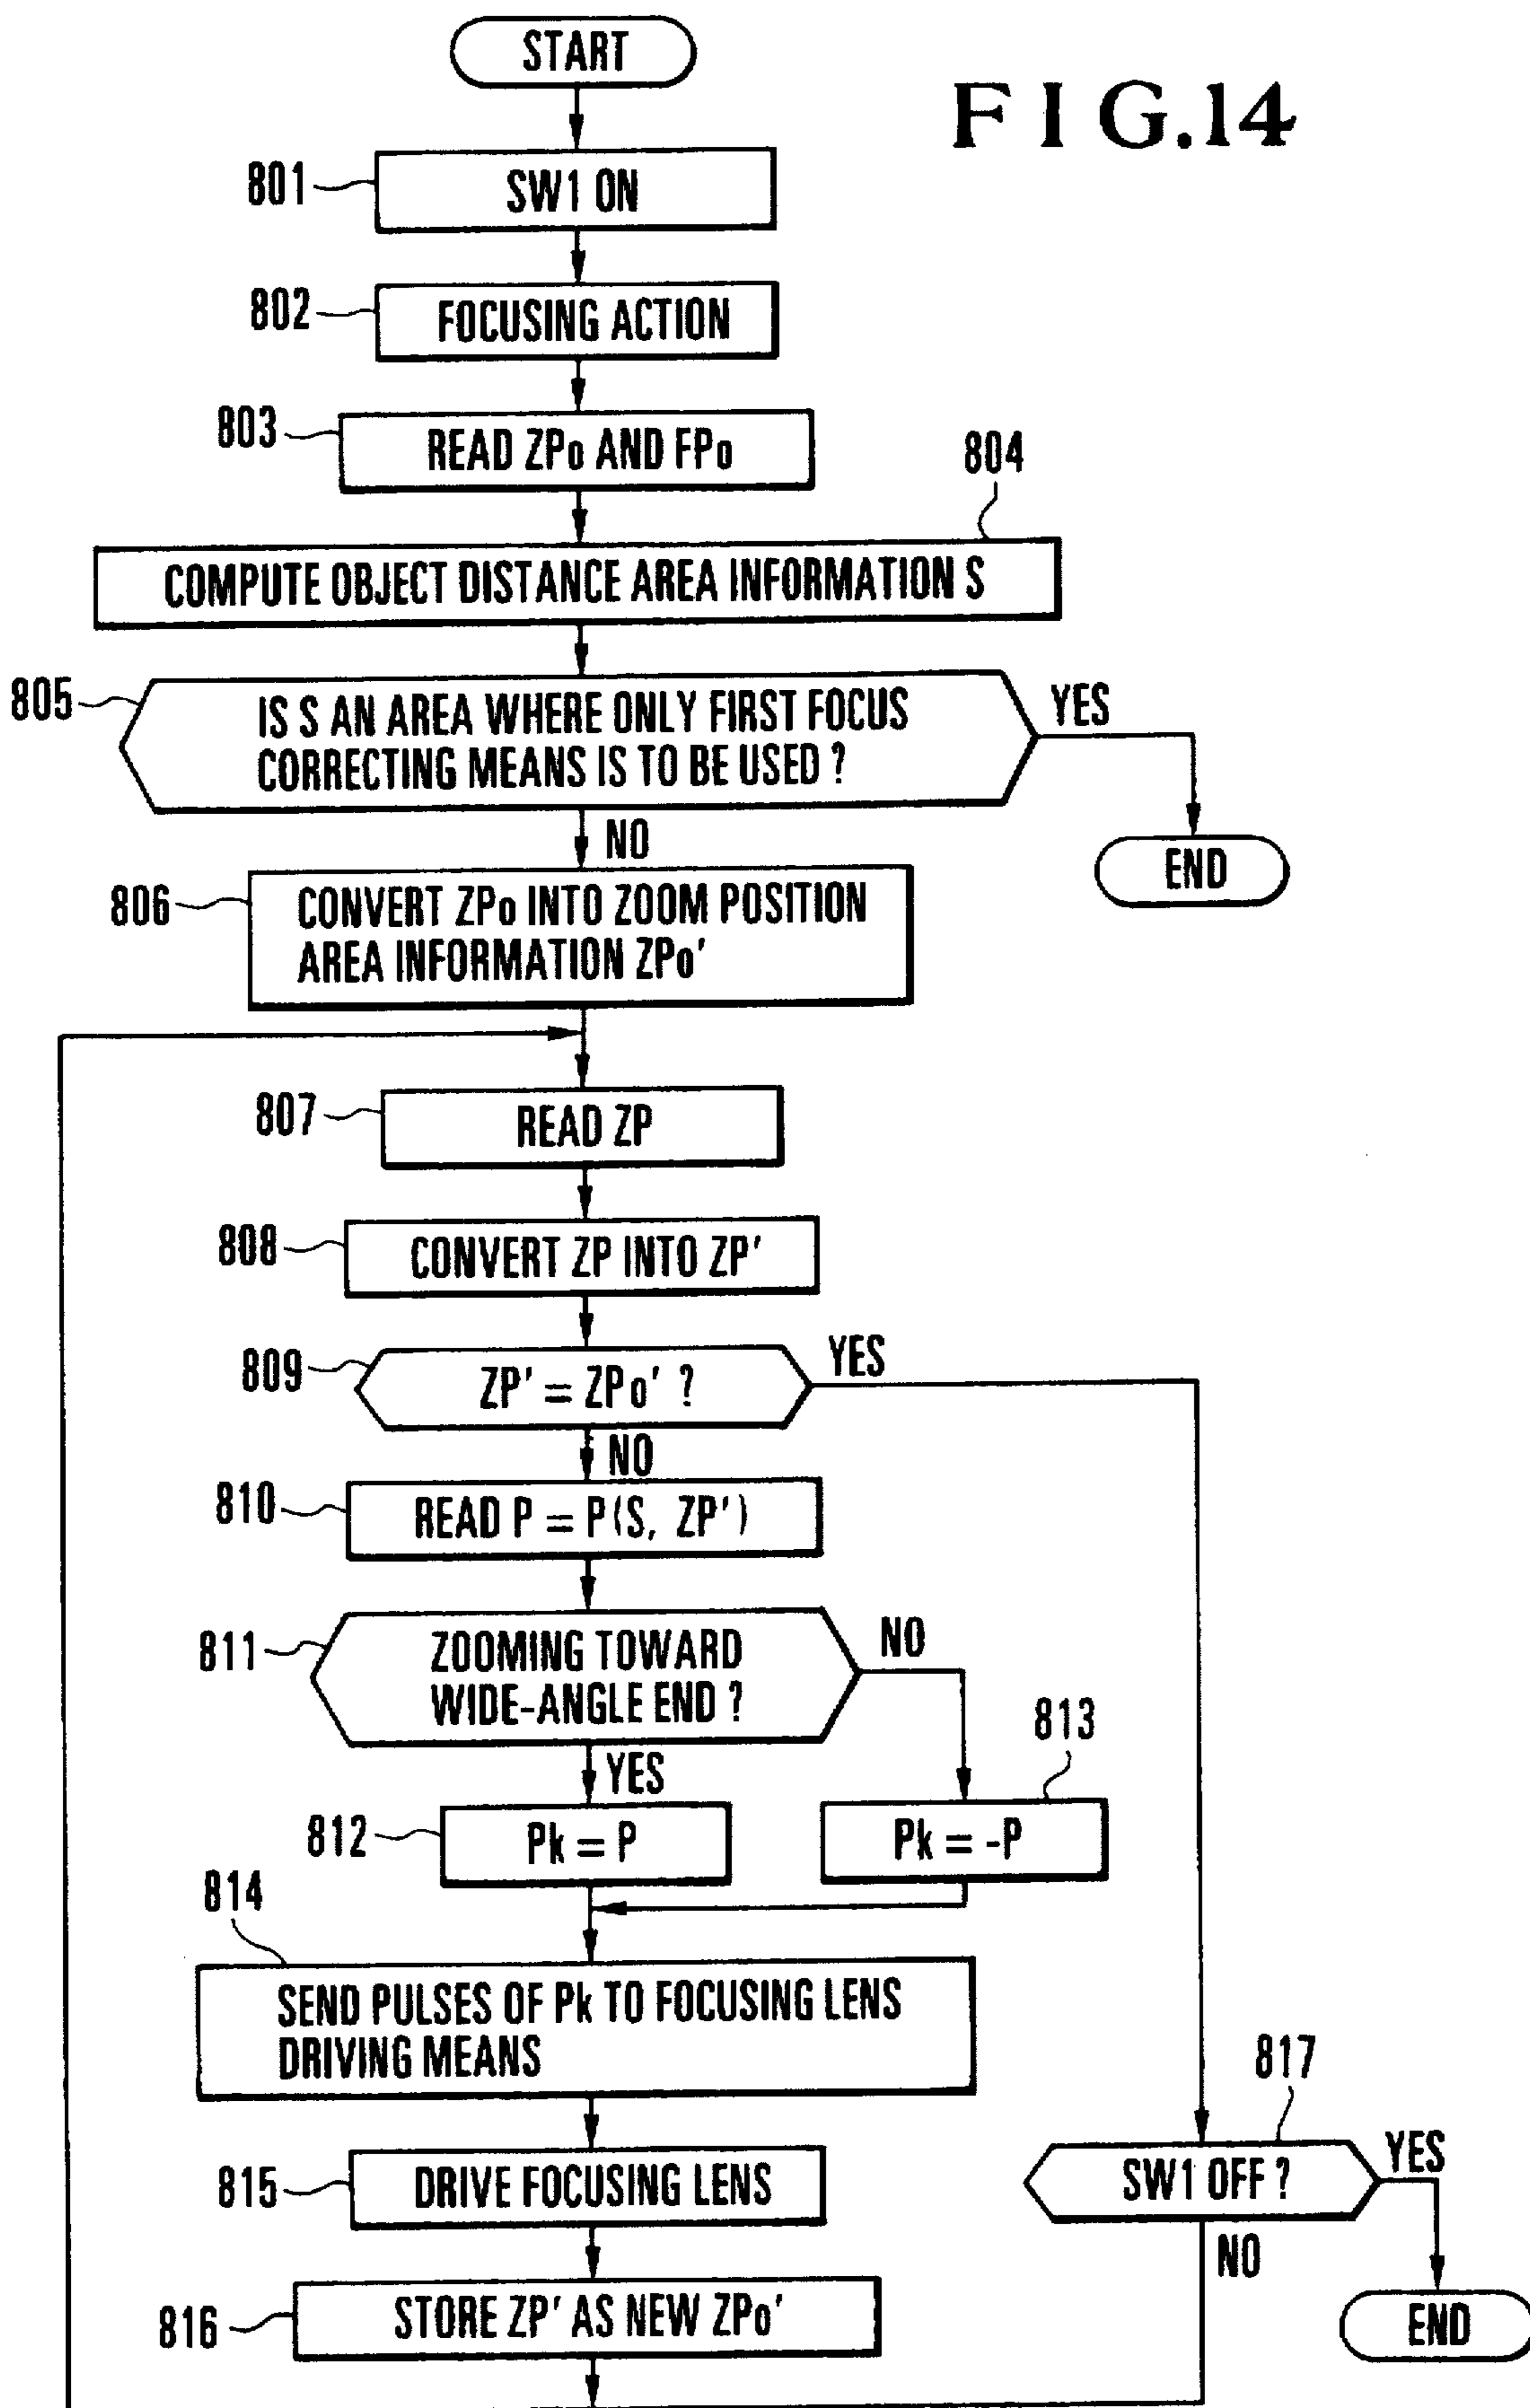 START
FIG.14
801
SW1 ON
802
FOCUSING ACTION
803
READ ZPo AND FPo
804
COMPUTE OBJECT DISTANCE AREA INFORMATION S
805
IS S AN AREA WHERE ONLY FIRST FOCUS
CORRECTING MEANS IS TO BE USED ?
YES
END
NO
806
CONVERT ZPo INTO ZOOM POSITION
AREA INFORMATION ZPo'
807
READ ZP
808
CONVERT ZP INTO ZP'
809
ZP' = ZPo' ?
YES
NO
810
READ P = P(S, ZP')
811
ZOOMING TOWARD
WIDE-ANGLE END ?
NO
YES
812
Pk = P
813
Pk = -P
814
SEND PULSES OF Pk TO FOCUSING LENS
DRIVING MEANS
815
DRIVE FOCUSING LENS
817
SW1 OFF ?
YES
NO
END
816
STORE ZP' AS NEW ZPo'